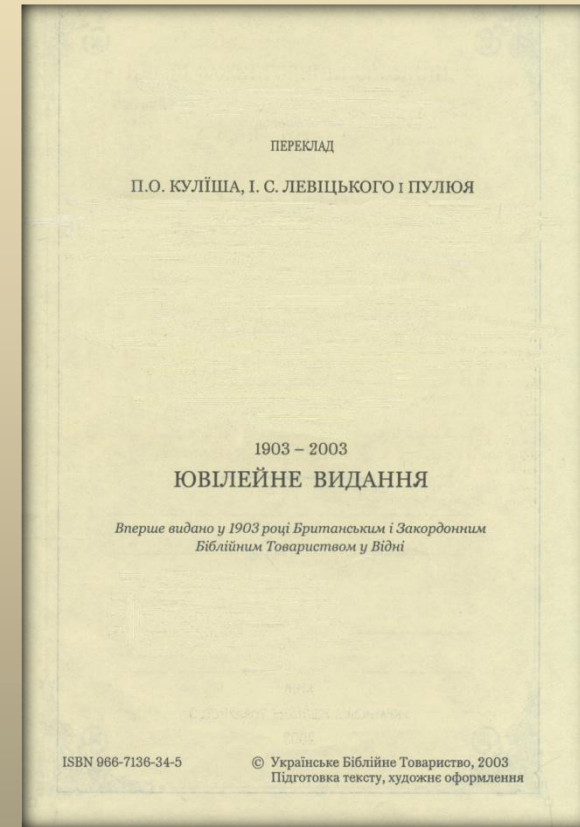 ПЕРЕКЛАД
П.О. КУЛЇША, І. С. ЛЕВІЦЬКОГО І ПУЛЮЯ
1903 – 2003
ЮВІЛЕЙНЕ ВИДАННЯ
Вперше видано у 1903 році Британським і Закордонним
Біблійним Товариством у Відні
ISBN 966-7136-34-5
© Українське Біблійне Товариство, 2003
Підготовка тексту, художнє оформлення